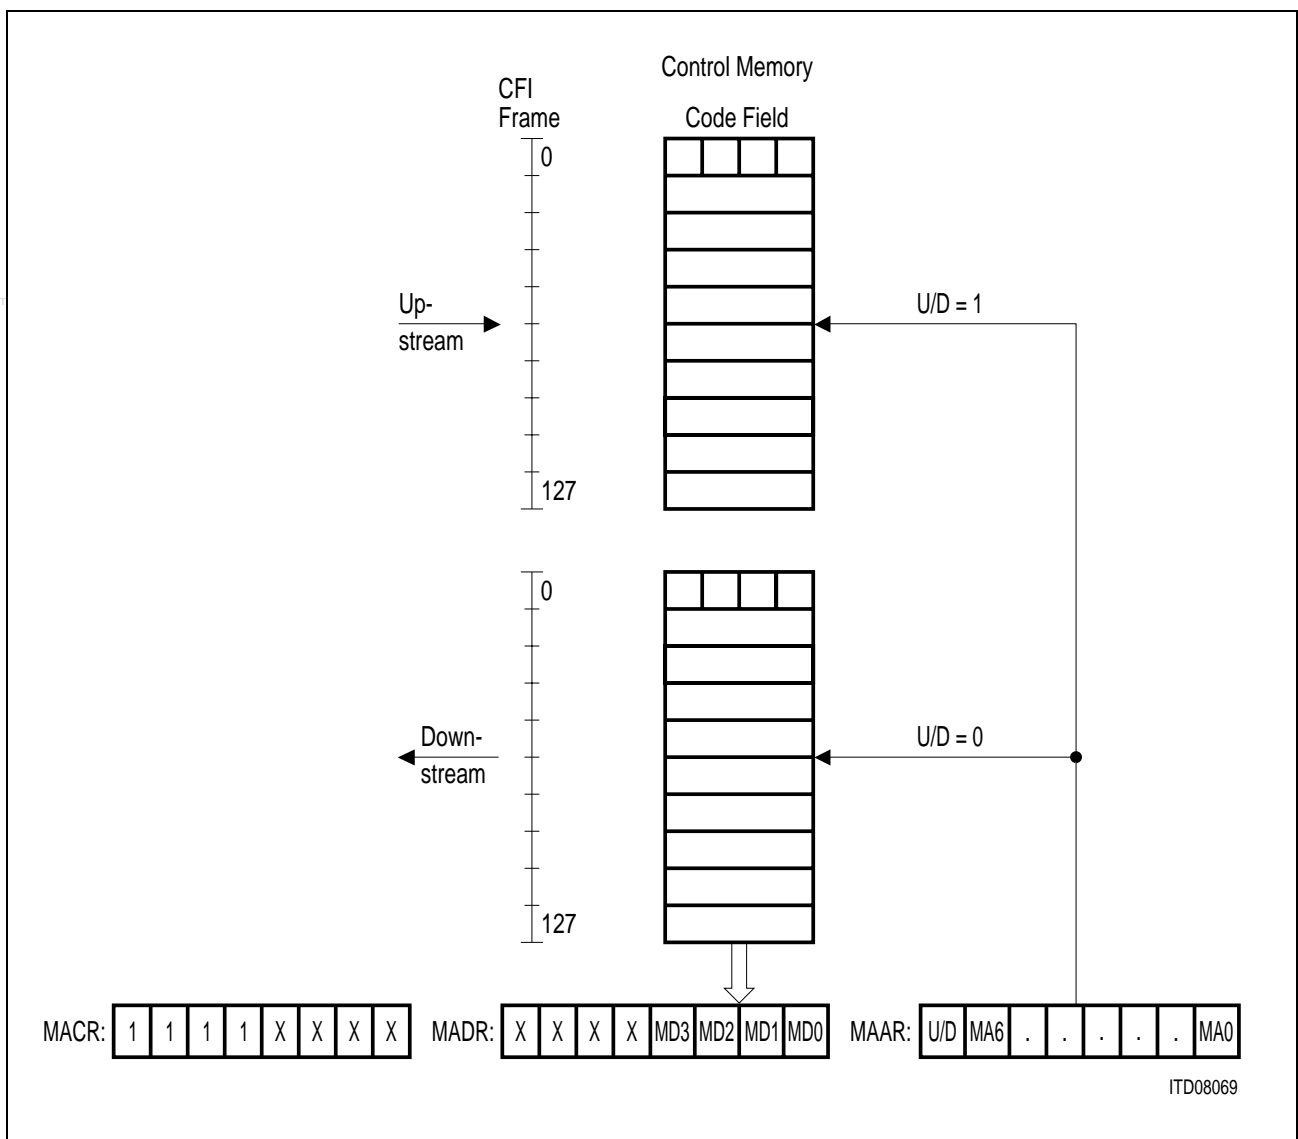 Control Memory
CFI
Frame
Code Field
0
Up-
stream
U/D = 1
127
0
Down-
stream
U/D = 0
127
MACR: 1 1 1 1 X X X X MADR: X X X X MD3 MD2 MD1 MD0 MAAR: U/D MA6 . . . . . MA0
ITD08069